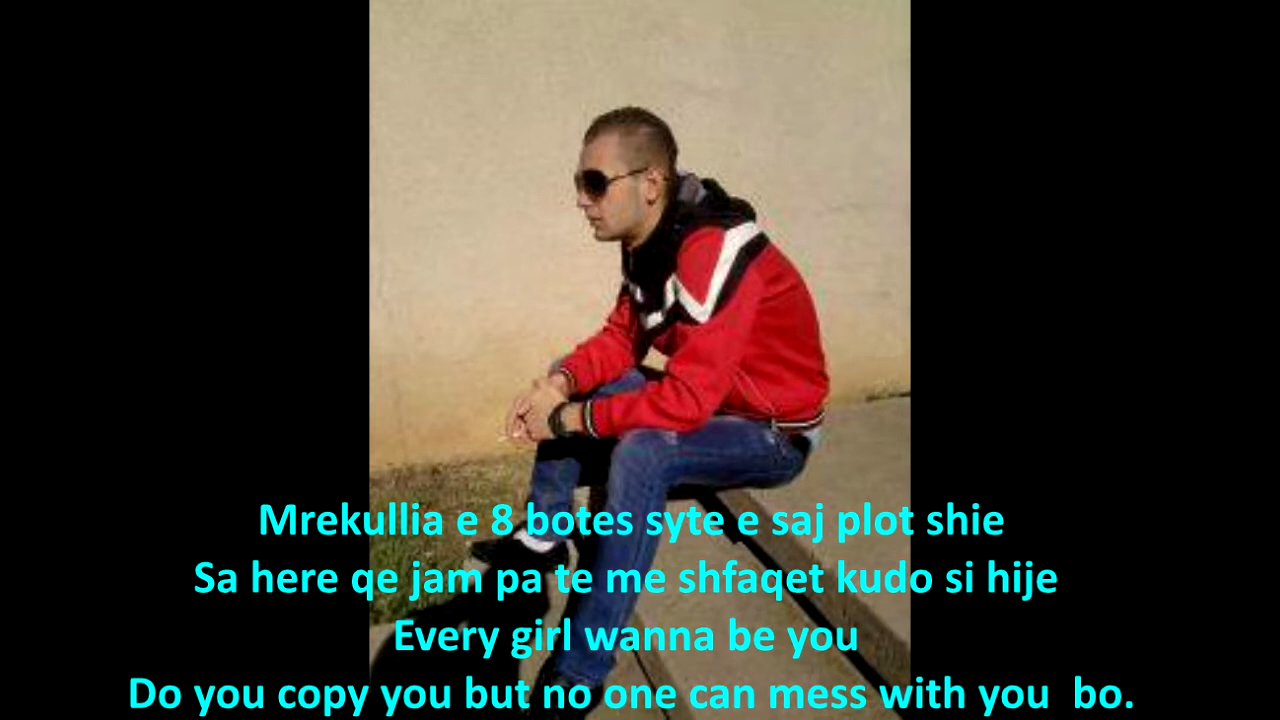 Mrekullia e 8 botes syte e saj plot shie
Sa here qe jam pa te me shfaqet kudo si hije
Every girl wanna be you
Do you copy you but no one can mess with you  bo.